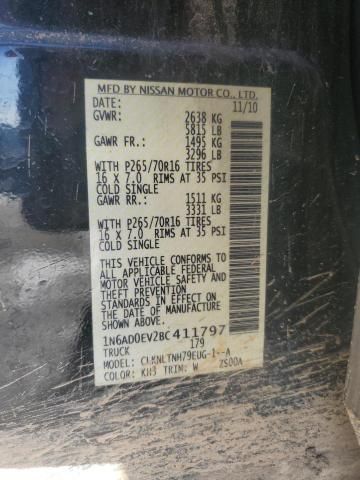 MFD BY NISSAN MOTOR CO., LTD.
DATE: 11/10
GVWR: 2638 KG
5815 LB
GAWR FR.: 1495 KG
3296 LB
WITH P265/70R16 TIRES
16 X 7.0 RIMS AT 35 PSI
COLD SINGLE
GAWR RR.: 1511 KG
3331 LB
WITH P265/70R16 TIRES
16 X 7.0 RIMS AT 35 PSI
COLD SINGLE
THIS VEHICLE CONFORMS TO
ALL APPLICABLE FEDERAL
MOTOR VEHICLE SAFETY AND
THEFT PREVENTION
STANDARDS IN EFFECT ON
THE DATE OF MANUFACTURE
SHOWN ABOVE.
1N6AD0EV2BC411797
TRUCK 179
MODEL: CLKNLTNH79EUG-1--A
COLOR: KH3 TRIM: W 2S00A